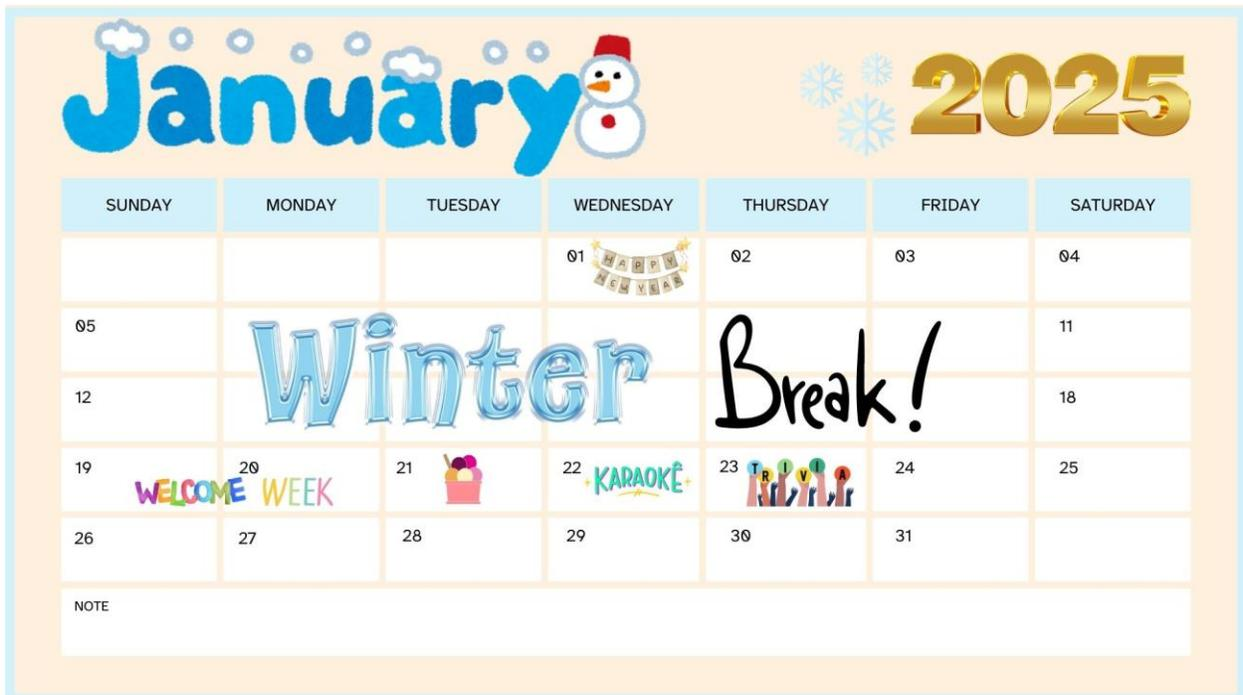 January 2025
SUNDAY MONDAY TUESDAY WEDNESDAY THURSDAY FRIDAY SATURDAY
01 HAPPY NEW YEAR 02 03 04
05 11
Winter Break!
12 18
19 WELCOME WEEK 20 21 22 KARAOKE 23 TRIVIA 24 25
26 27 28 29 30 31
NOTE